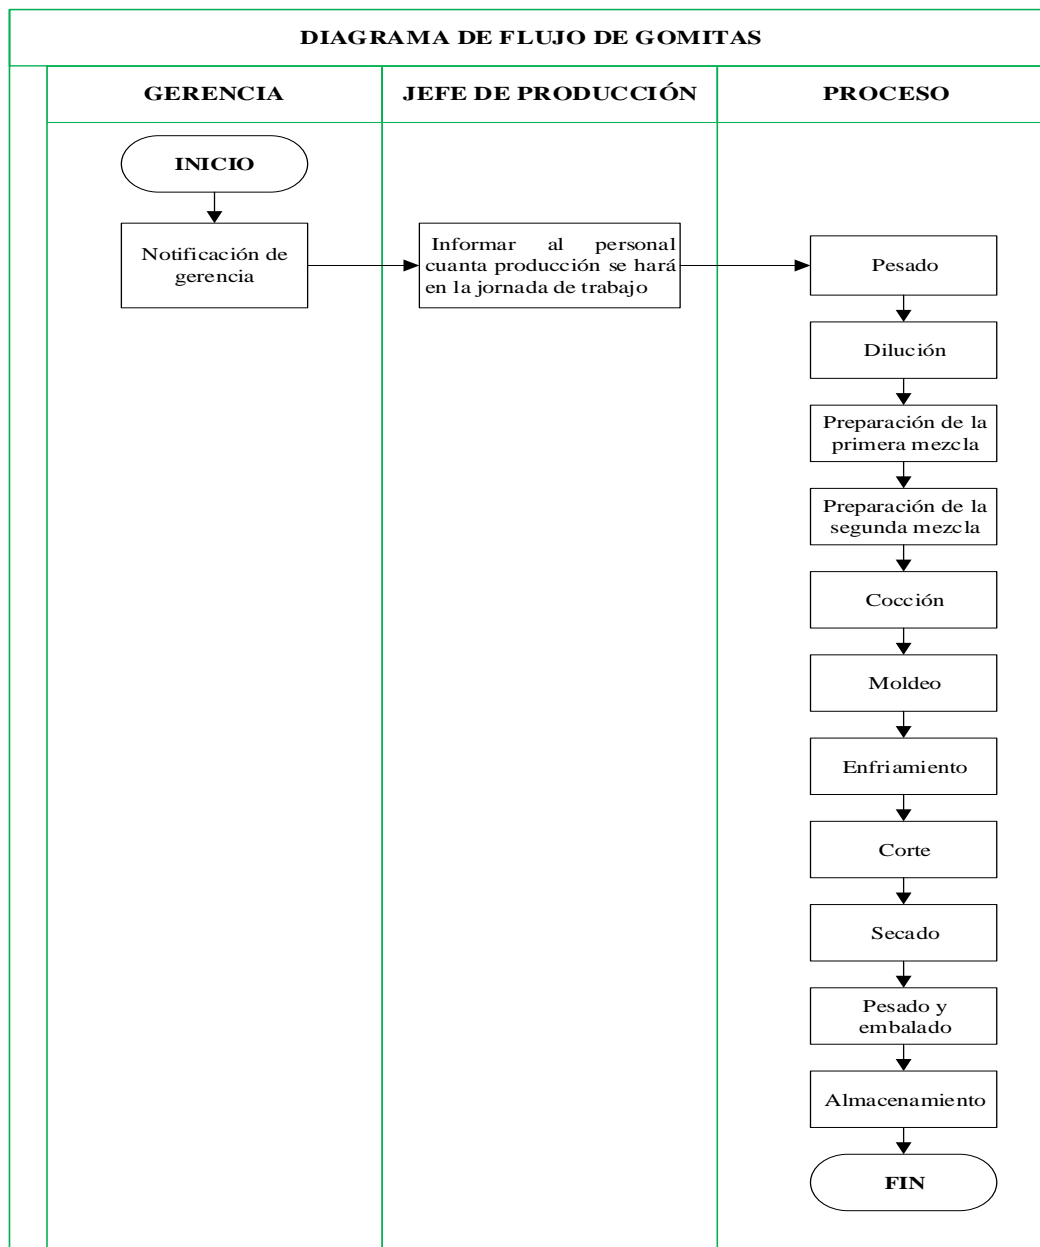 DIAGRAMA DE FLUJO DE GOMITAS
GERENCIA
JEFE DE PRODUCCIÓN
PROCESO
INICIO
Notificación de
gerencia
Informar al personal
cuanta producción se hará
en la jornada de trabajo
Pesado
Dilución
Preparación de la
primera mezcla
Preparación de la
segunda mezcla
Cocción
Moldeo
Enfriamiento
Corte
Secado
Pesado y
embalado
Almacenamiento
FIN